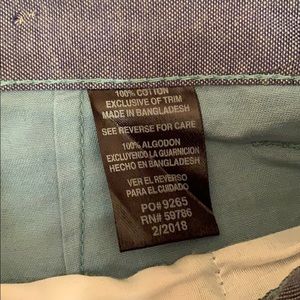 100% COTTON
EXCLUSIVE OF TRIM
MADE IN BANGLADESH
SEE REVERSE FOR CARE
100% ALGODON
EXCLUYENDO LA GUARNICION
HECHO EN BANGLADESH
VER EL REVERSO
PARA EL CUIDADO
PO#9265
RN# 59786
2/2018